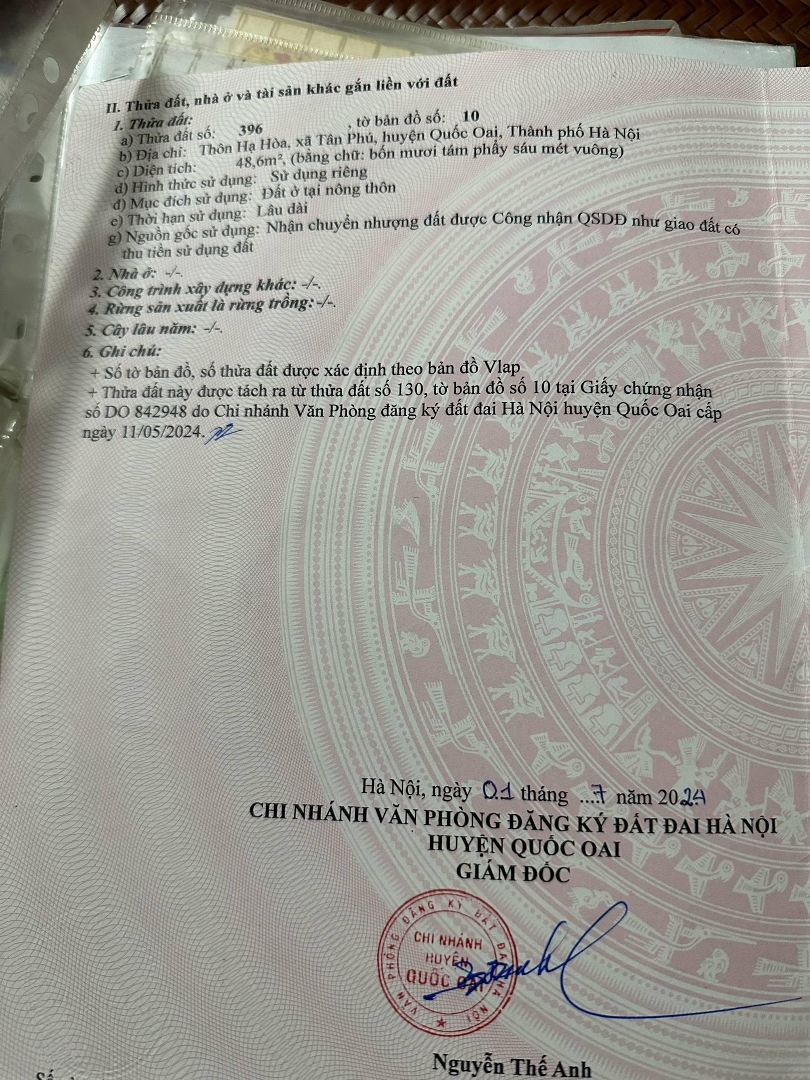 II. Thửa đất, nhà ở và tài sản khác gắn liền với đất
1. Thửa đất:
a) Thửa đất số: 396 , tờ bản đồ số: 10
b) Địa chỉ: Thôn Hạ Hòa, xã Tân Phú, huyện Quốc Oai, Thành phố Hà Nội
c) Diện tích: 48,6m², (bằng chữ: bốn mươi tám phẩy sáu mét vuông)
d) Hình thức sử dụng: Sử dụng riêng
đ) Mục đích sử dụng: Đất ở tại nông thôn
e) Thời hạn sử dụng: Lâu dài
g) Nguồn gốc sử dụng: Nhận chuyển nhượng đất được Công nhận QSDĐ như giao đất có
thu tiền sử dụng đất
2. Nhà ở: -/-.
3. Công trình xây dựng khác: -/-.
4. Rừng sản xuất là rừng trồng: -/-.
5. Cây lâu năm: -/-.
6. Ghi chú:
+ Số tờ bản đồ, số thửa đất được xác định theo bản đồ Vlap
+ Thửa đất này được tách ra từ thửa đất số 130, tờ bản đồ số 10 tại Giấy chứng nhận
số DO 842948 do Chi nhánh Văn Phòng đăng ký đất đai Hà Nội huyện Quốc Oai cấp
ngày 11/05/2024.
Hà Nội, ngày 01 tháng ...7 năm 2024
CHI NHÁNH VĂN PHÒNG ĐĂNG KÝ ĐẤT ĐAI HÀ NỘI
HUYỆN QUỐC OAI
GIÁM ĐỐC
VĂN PHÒNG ĐĂNG KÝ ĐẤT ĐAI HÀ NỘI
CHI NHÁNH
HUYỆN
QUỐC OAI
Nguyễn Thế Anh